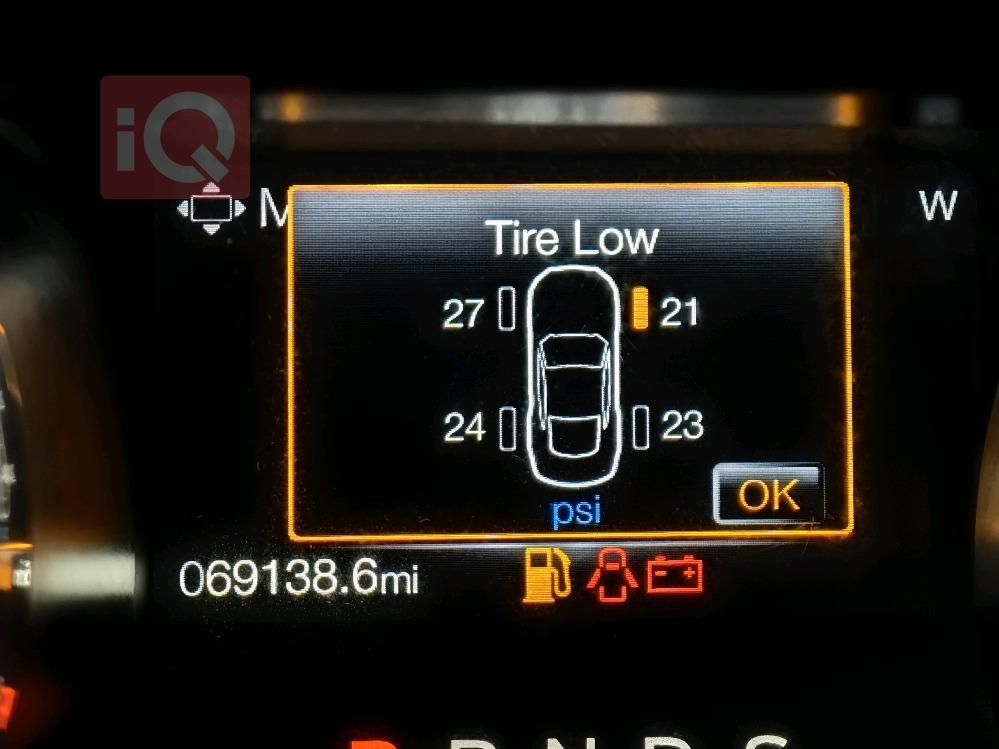 iQ
M
W
Tire Low
27 21
24 23
psi
OK
069138.6mi
P R N D S